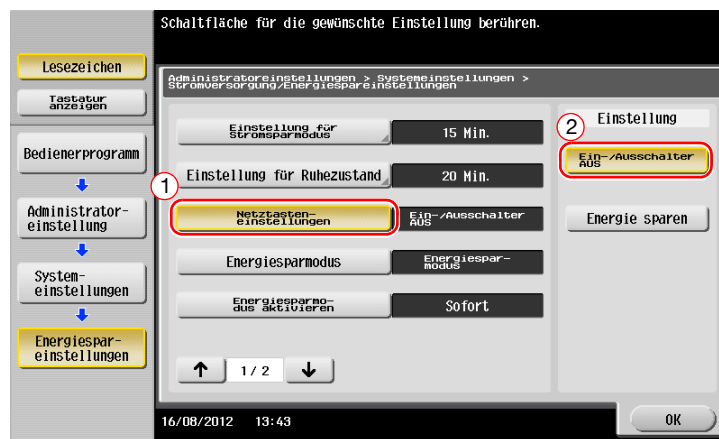 Schaltfläche für die gewünschte Einstellung berühren.
Lesezeichen
Tastatur
anzeigen
Bedienerprogramm
Administrator-
einstellung
System-
einstellungen
Energiespar-
einstellungen
Administratoreinstellungen > Systemeinstellungen >
Stromversorgung/Energiespareinstellungen
Einstellung für
Stromsparmodus
15 Min.
Einstellung für Ruhezustand
20 Min.
1
Netztasten-
einstellungen
Ein-/Ausschalter
AUS
Energiesparmodus
Energiespar-
modus
Energiesparmo-
dus aktivieren
Sofort
↑ 1/2 ↓
Einstellung
2
Ein-/Ausschalter
AUS
Energie sparen
16/08/2012 13:43
OK